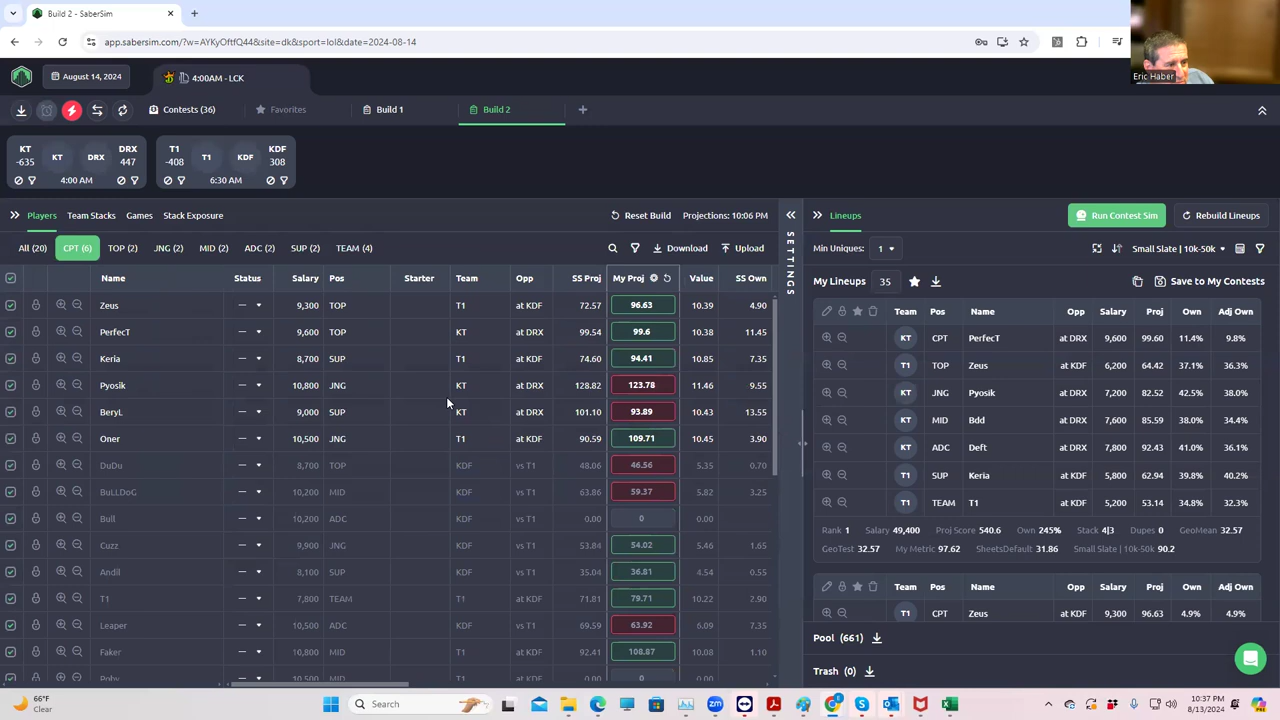 Build 2 - SaberSim
app.sabersim.com/?w=AYKyOftfQ44&site=dk&sport=lol&date=2024-08-14
Eric Haber
August 14, 2024
4:00AM - LCK
Contests (36)
Favorites
Build 1
Build 2
KT DRX
-635 KT DRX 447
4:00 AM
T1 KDF
-408 T1 KDF 308
6:30 AM
Players Team Stacks Games Stack Exposure
Reset Build Projections: 10:06 PM
All (20) CPT (6) TOP (2) JNG (2) MID (2) ADC (2) SUP (2) TEAM (4)
Download Upload
Name Status Salary Pos Starter Team Opp SS Proj My Proj Value SS Own
Zeus — 9,300 TOP T1 at KDF 72.57 96.63 10.39 4.90
PerfecT — 9,600 TOP KT at DRX 99.54 99.6 10.38 11.45
Keria — 8,700 SUP T1 at KDF 74.60 94.41 10.85 7.35
Pyosik — 10,800 JNG KT at DRX 128.82 123.78 11.46 9.55
BeryL — 9,000 SUP KT at DRX 101.10 93.89 10.43 13.55
Oner — 10,500 JNG T1 at KDF 90.59 109.71 10.45 3.90
DuDu — 8,700 TOP KDF vs T1 48.06 46.56 5.35 0.70
BuLLDoG — 10,200 MID KDF vs T1 63.86 59.37 5.82 3.25
Bull — 10,200 ADC KDF vs T1 0.00 0 0.00
Cuzz — 9,900 JNG KDF vs T1 53.84 54.02 5.46 1.65
Andil — 8,100 SUP KDF vs T1 35.04 36.81 4.54 0.55
T1 — 7,800 TEAM T1 at KDF 71.81 79.71 10.22 2.90
Leaper — 10,500 ADC KDF vs T1 69.59 63.92 6.09 7.35
Faker — 10,800 MID T1 at KDF 92.41 108.87 10.08 1.10
SETTINGS
Lineups
Run Contest Sim
Rebuild Lineups
Min Uniques: 1
Small Slate | 10k-50k
My Lineups 35
Save to My Contests
Team Pos Name Opp Salary Proj Own Adj Own
KT CPT PerfecT at DRX 9,600 99.60 11.4% 9.8%
T1 TOP Zeus at KDF 6,200 64.42 37.1% 36.3%
KT JNG Pyosik at DRX 7,200 82.52 42.5% 38.0%
KT MID Bdd at DRX 7,600 85.59 38.0% 34.4%
KT ADC Deft at DRX 7,800 92.43 41.0% 36.1%
T1 SUP Keria at KDF 5,800 62.94 39.8% 40.2%
T1 TEAM T1 at KDF 5,200 53.14 34.8% 32.3%
Rank 1 Salary 49,400 Proj Score 540.6 Own 245% Stack 4|3 Dupes 0 GeoMean 32.57
GeoTest 32.57 My Metric 97.62 SheetsDefault 31.86 Small Slate | 10k-50k 90.2
Team Pos Name Opp Salary Proj Own Adj Own
T1 CPT Zeus at KDF 9,300 96.63 4.9% 4.9%
Pool (661)
Trash (0)
66°F
Clear
Search
10:37 PM
8/13/2024